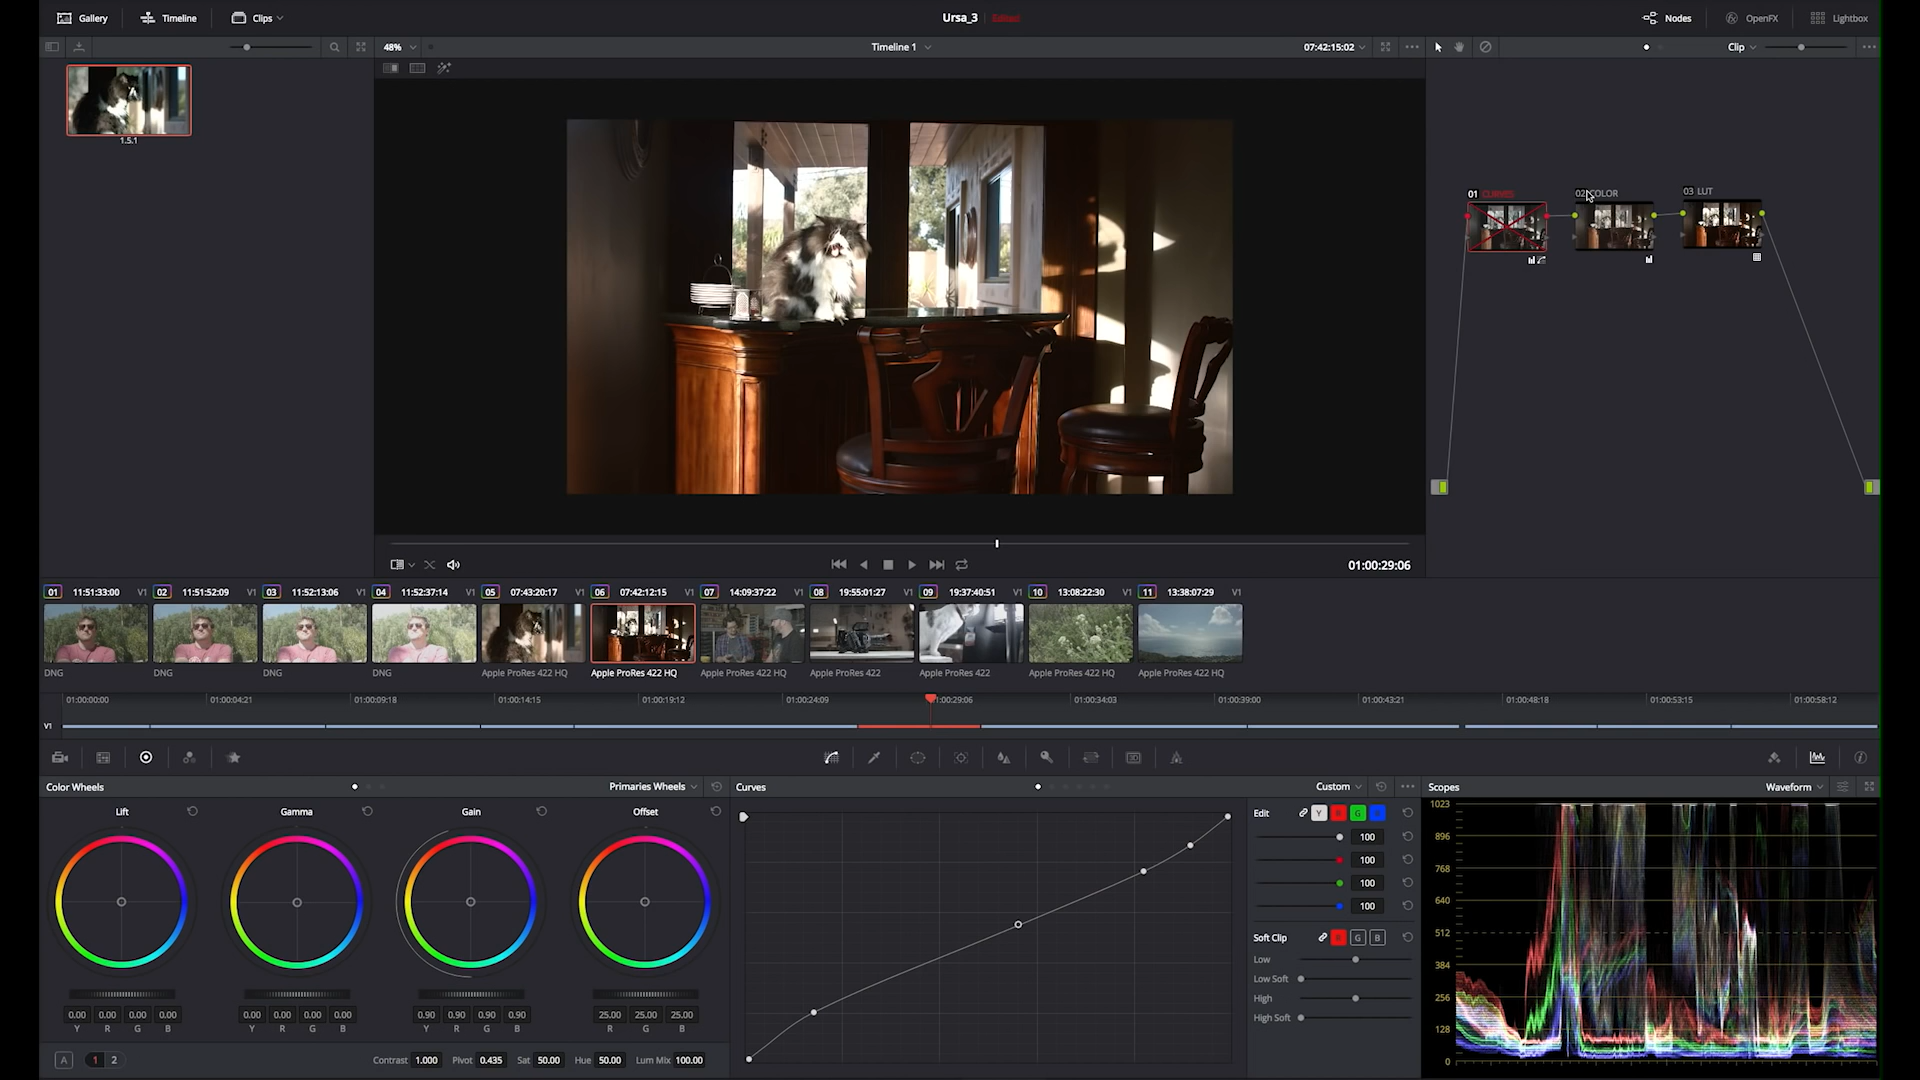 Gallery Timeline Clips Ursa_3 Edited Nodes OpenFX Lightbox
48% Timeline 1 07:42:15:02 Clip
1.5.1
01 CURVES 02 COLOR 03 LUT
01:00:29:06
01 11:51:33:00 V1 02 11:51:52:09 V1 03 11:52:13:06 V1 04 11:52:37:14 V1 05 07:43:20:17 V1 06 07:42:12:15 V1 07 14:09:37:22 V1 08 19:55:01:27 V1 09 19:37:40:51 V1 10 13:08:22:30 V1 11 13:38:07:29 V1
DNG DNG DNG DNG Apple ProRes 422 HQ Apple ProRes 422 HQ Apple ProRes 422 HQ Apple ProRes 422 Apple ProRes 422 Apple ProRes 422 HQ Apple ProRes 422 HQ
01:00:00:00 01:00:04:21 01:00:09:18 01:00:14:15 01:00:19:12 01:00:24:09 1:00:29:06 01:00:34:03 01:00:39:00 01:00:43:21 01:00:48:18 01:00:53:15 01:00:58:12
V1
Color Wheels Primaries Wheels Curves Custom Scopes Waveform
Lift Gamma Gain Offset
Edit Y R G B
100
100
100
100
Soft Clip R G B
Low
Low Soft
High
High Soft
1023
896
768
640
512
384
256
128
0
0.00 0.00 0.00 0.00 0.00 0.00 0.00 0.00 0.90 0.90 0.90 0.90 25.00 25.00 25.00
Y R G B Y R G B Y R G B R G B
A 1 2 Contrast 1.000 Pivot 0.435 Sat 50.00 Hue 50.00 Lum Mix 100.00